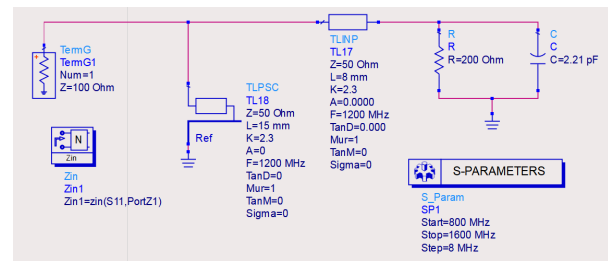 TermG
TermG1
Num=1
Z=100 Ohm
N
Zin
Zin
Zin1
Zin1=zin(S11,PortZ1)
Ref
TLPSC
TL18
Z=50 Ohm
L=15 mm
K=2.3
A=0
F=1200 MHz
TanD=0
Mur=1
TanM=0
Sigma=0
TLINP
TL17
Z=50 Ohm
L=8 mm
K=2.3
A=0.0000
F=1200 MHz
TanD=0.000
Mur=1
TanM=0
Sigma=0
R
R
R=200 Ohm
C
C
C=2.21 pF
S-PARAMETERS
S_Param
SP1
Start=800 MHz
Stop=1600 MHz
Step=8 MHz